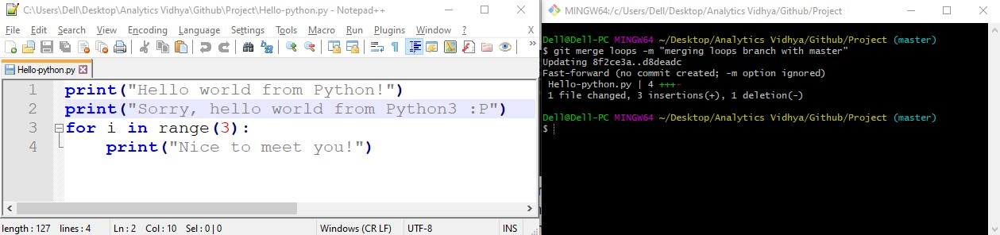 C:\Users\Dell\Desktop\Analytics Vidhya\Github\Project\Hello-python.py - Notepad++
File Edit Search View Encoding Language Settings Tools Macro Run Plugins Window ? X
Hello-python.py
1 print("Hello world from Python!")
2 print("Sorry, hello world from Python3 :P")
3 for i in range(3):
4 print("Nice to meet you!")
length : 127 lines : 4 Ln : 2 Col : 10 Sel : 0 | 0 Windows (CR LF) UTF-8 INS
MINGW64:/c/Users/Dell/Desktop/Analytics Vidhya/Github/Project
Dell@Dell-PC MINGW64 ~/Desktop/Analytics Vidhya/Github/Project (master)
$ git merge loops -m "merging loops branch with master"
Updating 8f2ce3a..d8deadc
Fast-forward (no commit created; -m option ignored)
Hello-python.py | 4 +++-
1 file changed, 3 insertions(+), 1 deletion(-)
Dell@Dell-PC MINGW64 ~/Desktop/Analytics Vidhya/Github/Project (master)
$